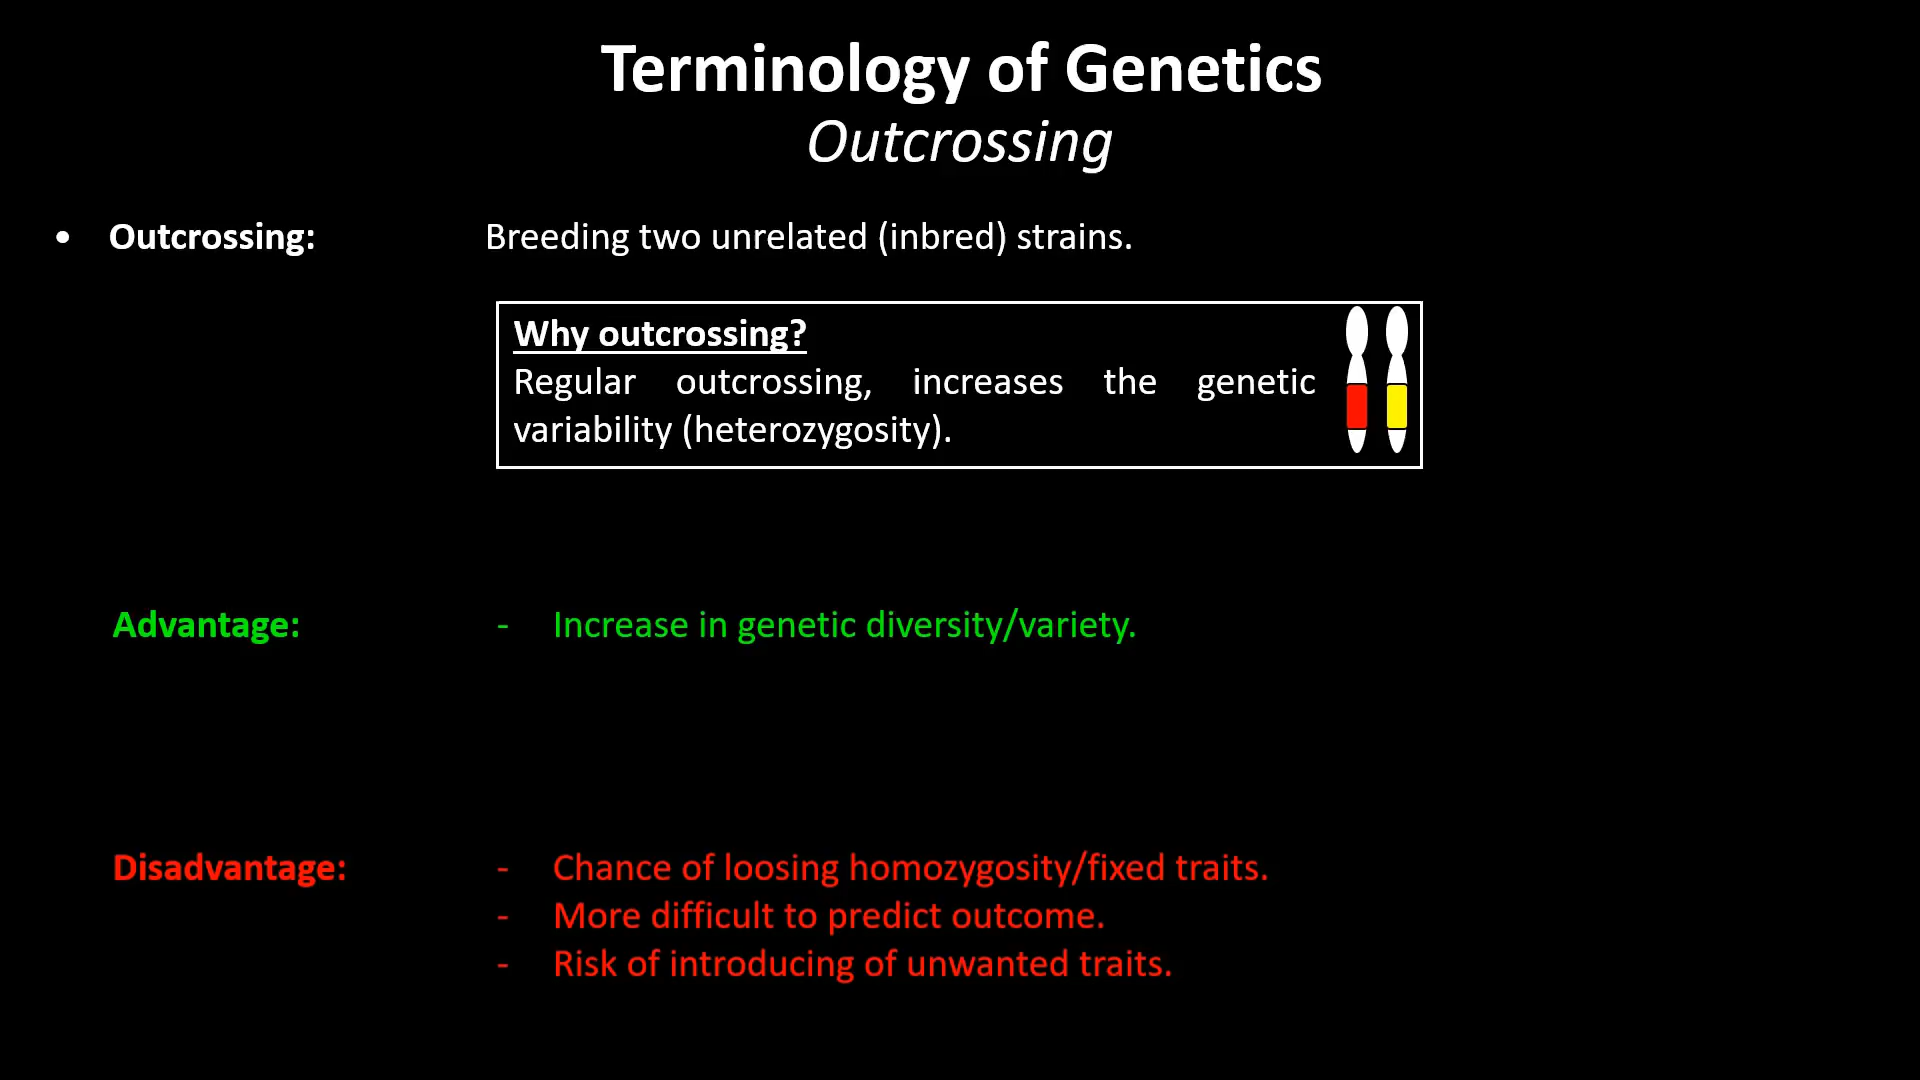 Terminology of Genetics
Outcrossing
• Outcrossing: Breeding two unrelated (inbred) strains.
Why outcrossing?
Regular outcrossing, increases the genetic
variability (heterozygosity).
Advantage: - Increase in genetic diversity/variety.
Disadvantage: - Chance of loosing homozygosity/fixed traits.
- More difficult to predict outcome.
- Risk of introducing of unwanted traits.